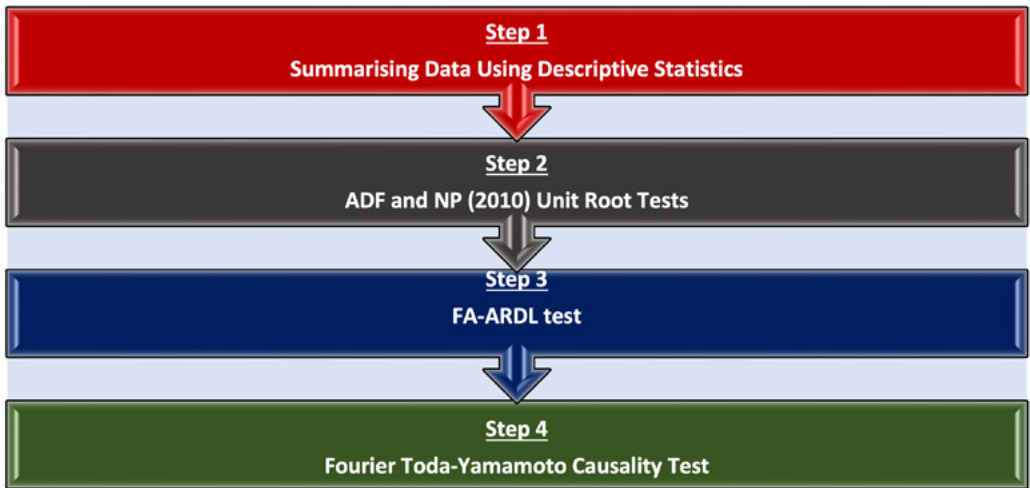 Step 1
Summarising Data Using Descriptive Statistics
Step 2
ADF and NP (2010) Unit Root Tests
Step 3
FA-ARDL test
Step 4
Fourier Toda-Yamamoto Causality Test